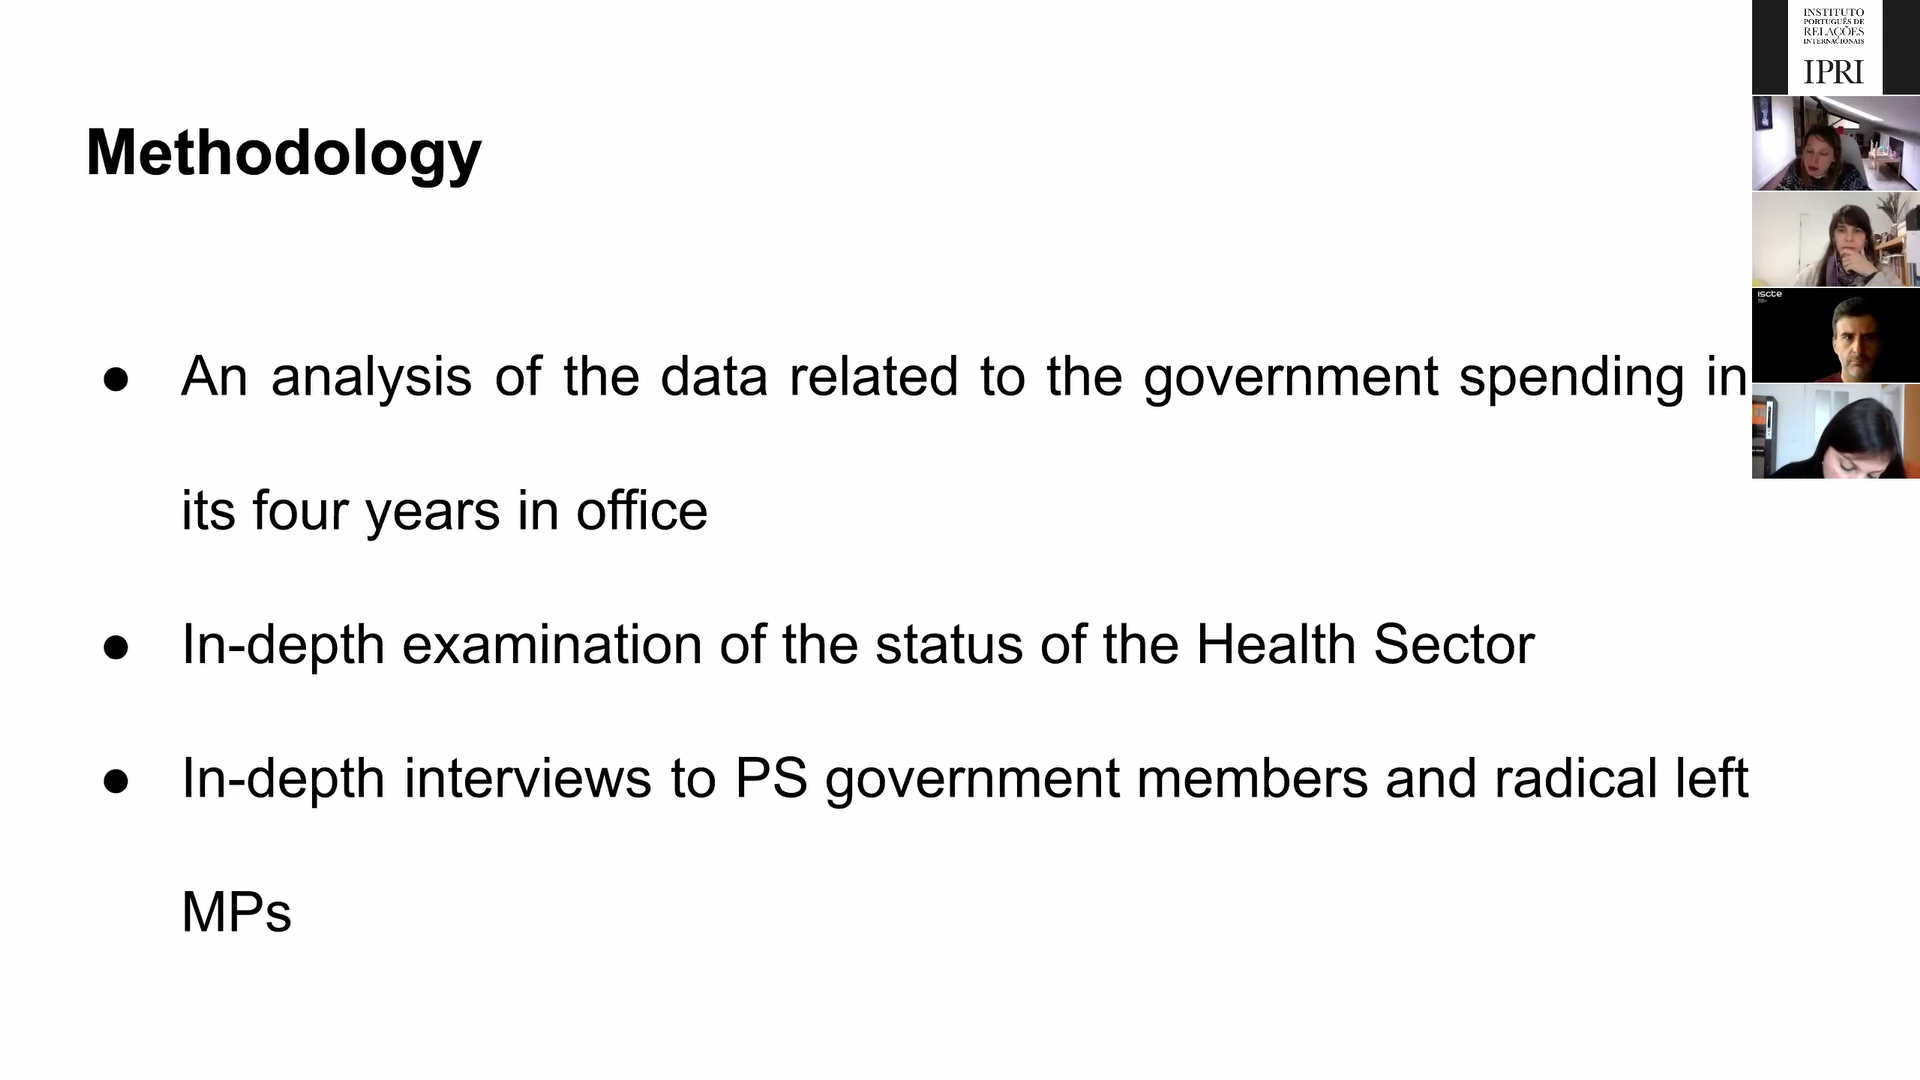 INSTITUTO
PORTUGUÊS DE
RELAÇÕES
INTERNACIONAIS
IPRI
Methodology
iscte
● An analysis of the data related to the government spending in
its four years in office
● In-depth examination of the status of the Health Sector
● In-depth interviews to PS government members and radical left
MPs